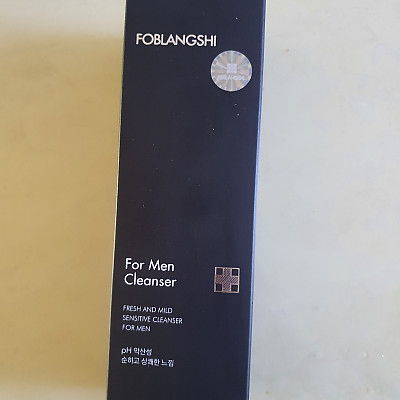 FOBLANGSHI
For Men
Cleanser
FRESH AND MILD
SENSITIVE CLEANSER
FOR MEN
pH 약산성
순하고 상쾌한 느낌